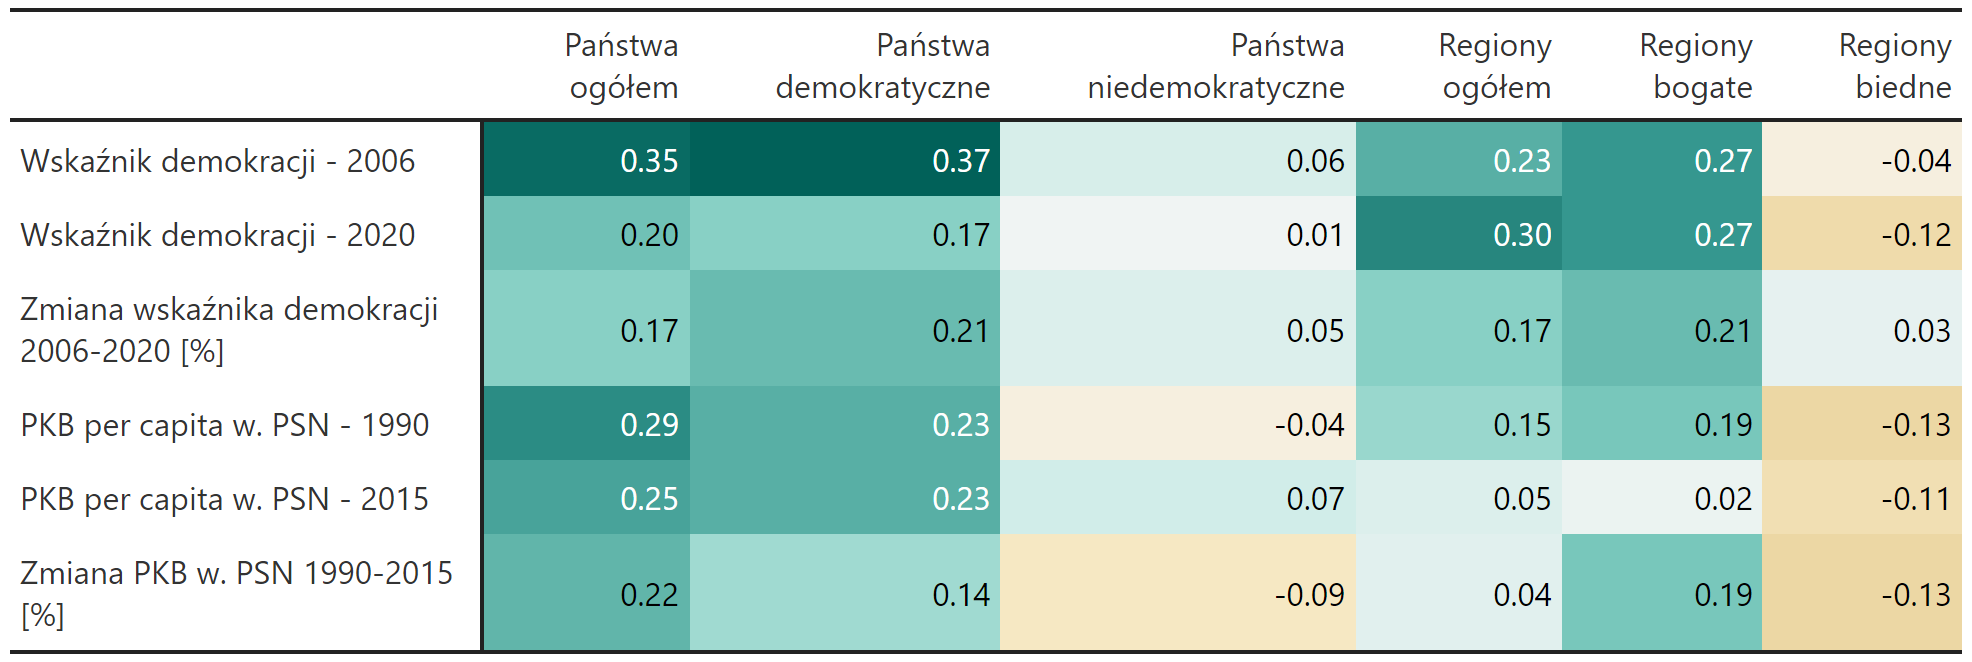 Państwa ogółem Państwa demokratyczne Państwa niedemokratyczne Regiony ogółem Regiony bogate Regiony biedne
Wskaźnik demokracji - 2006 0.35 0.37 0.06 0.23 0.27 -0.04
Wskaźnik demokracji - 2020 0.20 0.17 0.01 0.30 0.27 -0.12
Zmiana wskaźnika demokracji
2006-2020 [%] 0.17 0.21 0.05 0.17 0.21 0.03
PKB per capita w. PSN - 1990 0.29 0.23 -0.04 0.15 0.19 -0.13
PKB per capita w. PSN - 2015 0.25 0.23 0.07 0.05 0.02 -0.11
Zmiana PKB w. PSN 1990-2015
[%] 0.22 0.14 -0.09 0.04 0.19 -0.13